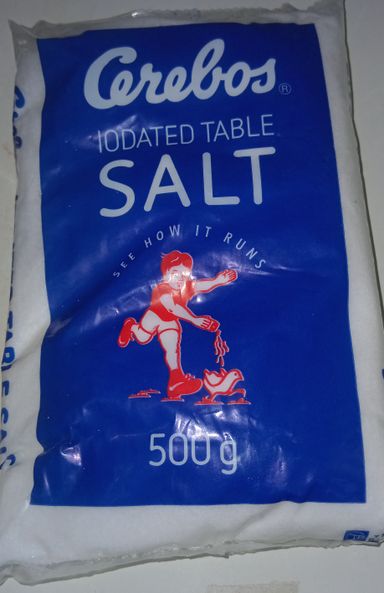 Cerebos ®
IODATED TABLE
SALT
SEE HOW IT RUNS
500 g